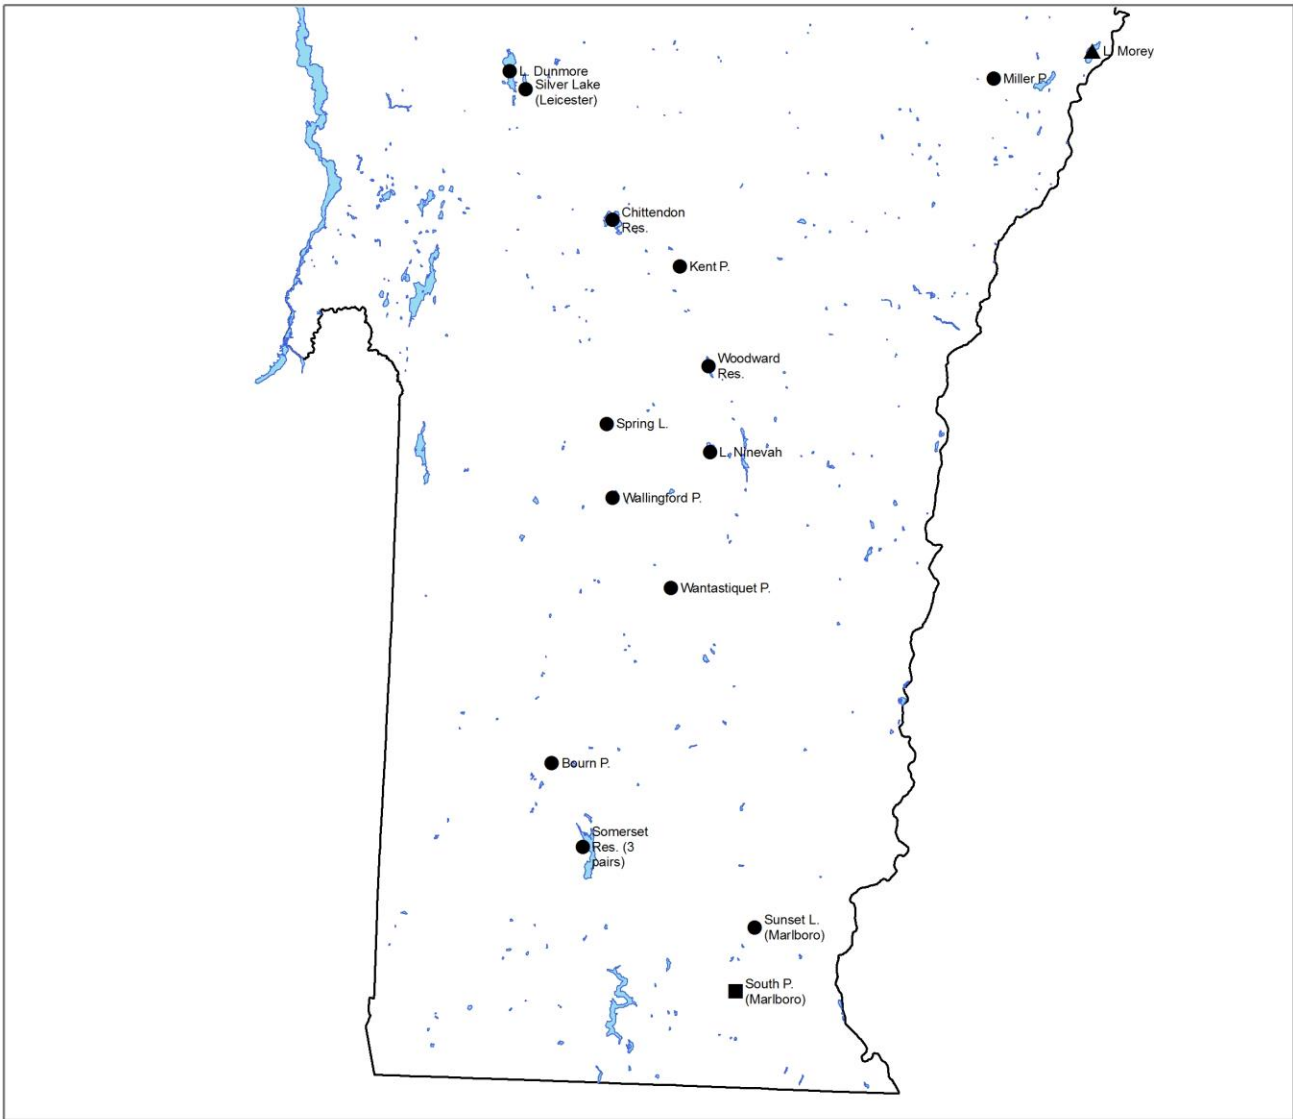 L. Dunmore
Silver Lake
(Leicester)
L. Morey
Miller P.
Chittendon
Res.
Kent P.
Woodward
Res.
Spring L.
L. Ninevah
Wallingford P.
Wantastiquet P.
Bourn P.
Somerset
Res. (3
pairs)
Sunset L.
(Marlboro)
South P.
(Marlboro)